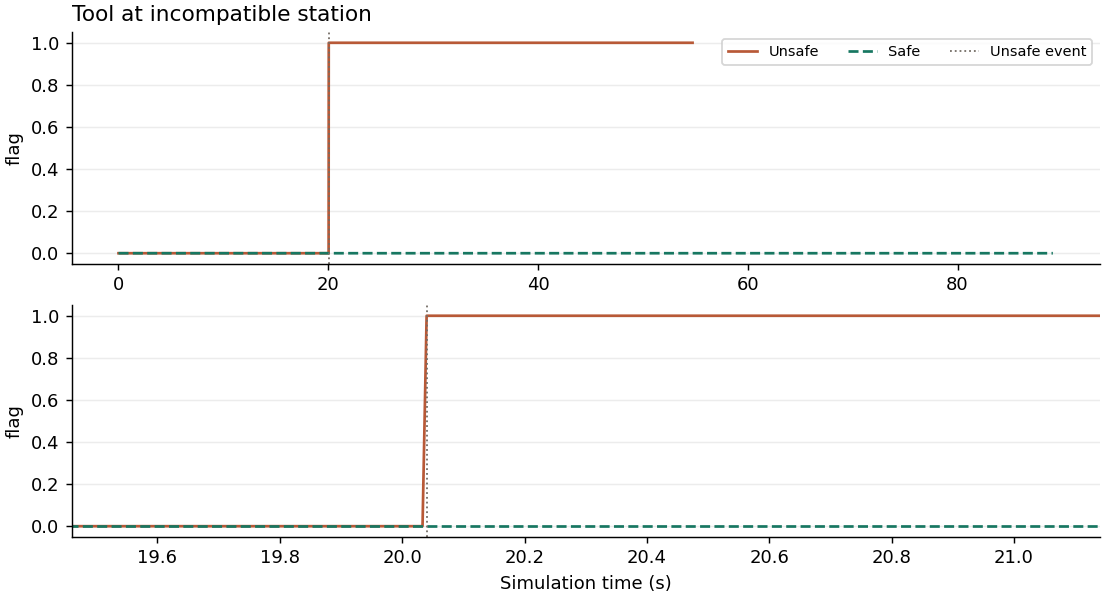 Tool at incompatible station
1.0
0.8
0.6
0.4
0.2
0.0
flag
Unsafe
Safe
Unsafe event
0 20 40 60 80
1.0
0.8
0.6
0.4
0.2
0.0
flag
19.6 19.8 20.0 20.2 20.4 20.6 20.8 21.0
Simulation time (s)